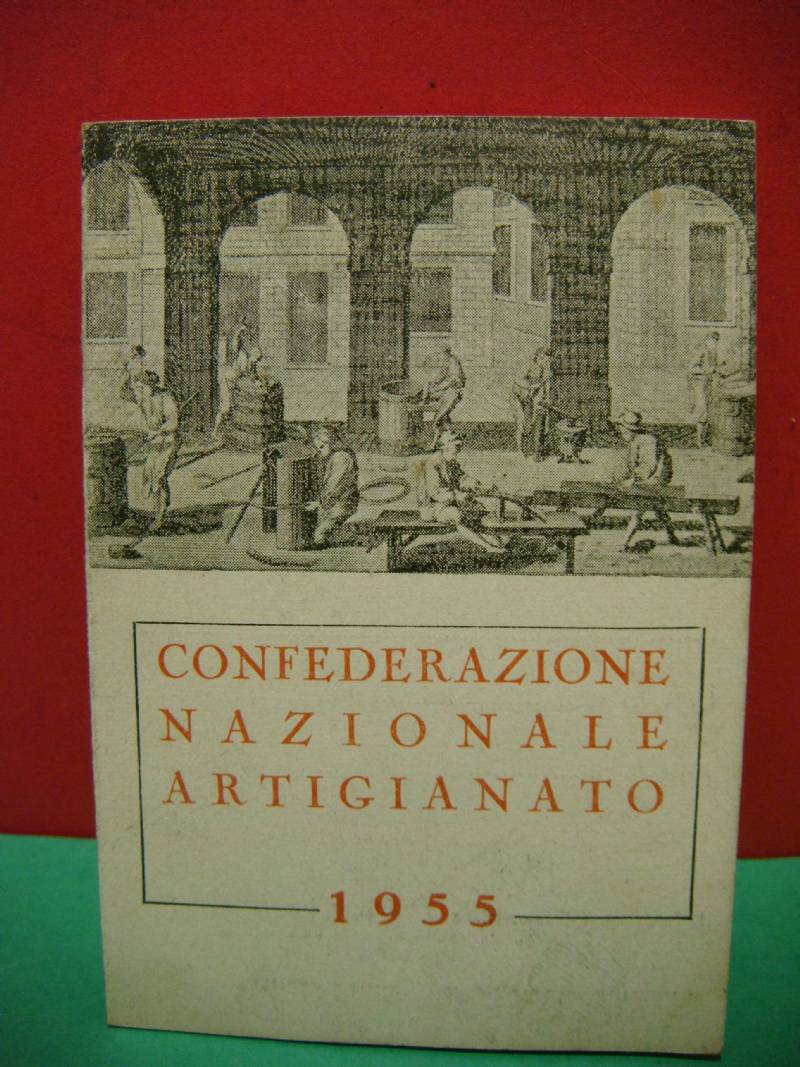 CONFEDERAZIONE
NAZIONALE
ARTIGIANATO
1955